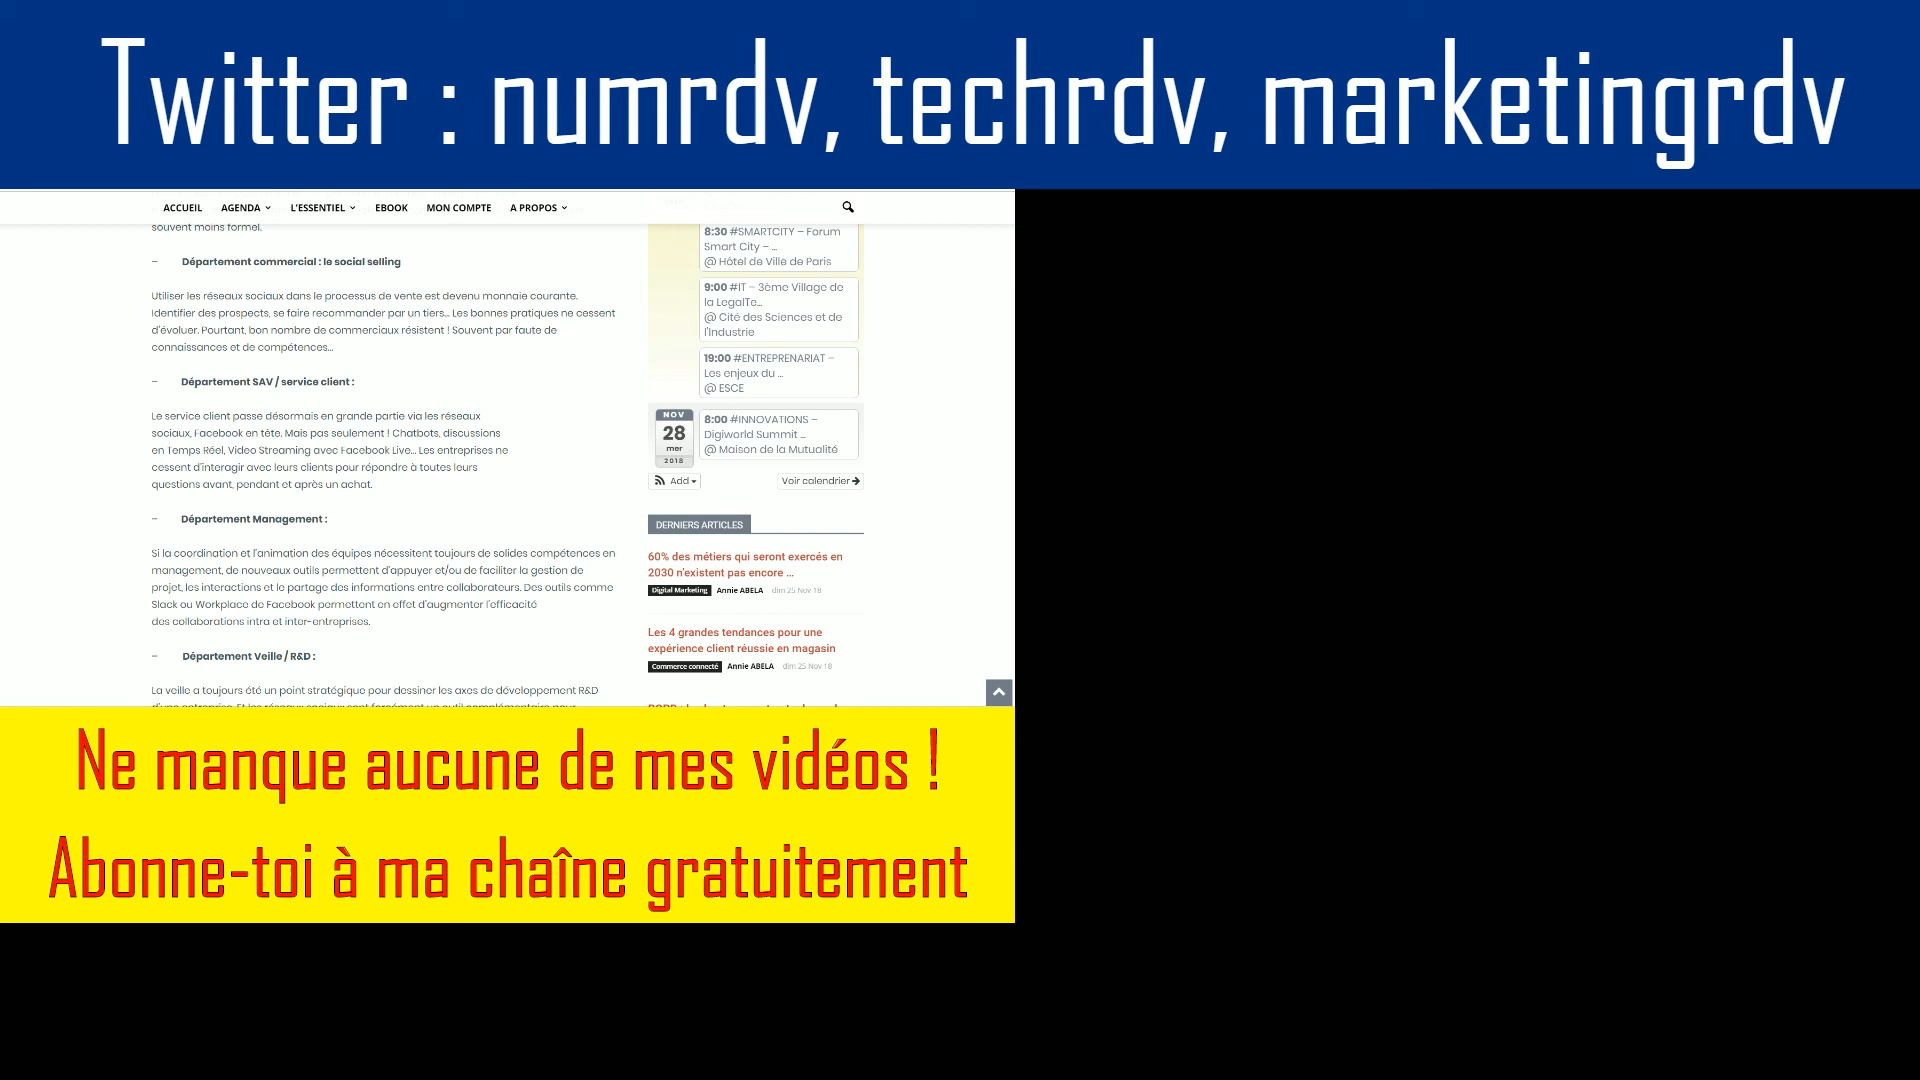 Twitter : numrdv, techrdv, marketingrdv
ACCUEIL AGENDA L'ESSENTIEL EBOOK MON COMPTE A PROPOS
souvent moins formel.
– Département commercial : le social selling
Utiliser les réseaux sociaux dans le processus de vente est devenu monnaie courante.
Identifier des prospects, se faire recommander par un tiers… Les bonnes pratiques ne cessent
d'évoluer. Pourtant, bon nombre de commerciaux résistent ! Souvent par faute de
connaissances et de compétences…
– Département SAV / service client :
Le service client passe désormais en grande partie via les réseaux
sociaux, Facebook en tête. Mais pas seulement ! Chatbots, discussions
en Temps Réel, Video Streaming avec Facebook Live… Les entreprises ne
cessent d'interagir avec leurs clients pour répondre à toutes leurs
questions avant, pendant et après un achat.
– Département Management :
Si la coordination et l'animation des équipes nécessitent toujours de solides compétences en
management, de nouveaux outils permettent d'appuyer et/ou de faciliter la gestion de
projet, les interactions et le partage des informations entre collaborateurs. Des outils comme
Slack ou Workplace de Facebook permettent en effet d'augmenter l'efficacité
des collaborations intra et inter-entreprises.
– Département Veille / R&D :
La veille a toujours été un point stratégique pour dessiner les axes de développement R&D
8:30 #SMARTCITY – Forum
Smart City – …
@ Hôtel de Ville de Paris
9:00 #IT – 3ème Village de
la LegalTe…
@ Cité des Sciences et de
l'Industrie
19:00 #ENTREPRENARIAT –
Les enjeux du …
@ ESCE
NOV
28
mer
2018
8:00 #INNOVATIONS –
Digiworld Summit …
@ Maison de la Mutualité
Add
Voir calendrier
DERNIERS ARTICLES
60% des métiers qui seront exercés en
2030 n'existent pas encore …
Digital Marketing Annie ABELA dim 25 Nov 18
Les 4 grandes tendances pour une
expérience client réussie en magasin
Commerce connecté Annie ABELA dim 25 Nov 18
Ne manque aucune de mes vidéos !
Abonne-toi à ma chaîne gratuitement